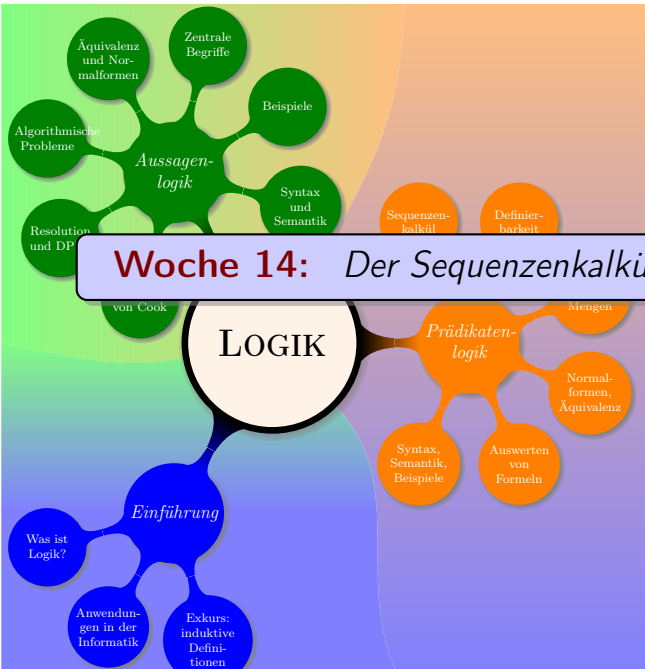 Zentrale
Begriffe
Äquivalenz
und Nor-
malformen
Beispiele
Algorithmische
Probleme
Aussagen-
logik
Syntax
und
Semantik
Resolution
und DP
von Cook
Sequenzen-
kalkül
Definier-
barkeit
Woche 14: Der Sequenzenkalkü
Mengen
LOGIK
Prädikaten-
logik
Normal-
formen,
Äquivalenz
Syntax,
Semantik,
Beispiele
Auswerten
von
Formeln
Einführung
Was ist
Logik?
Anwendun-
gen in der
Informatik
Exkurs:
induktive
Defini-
tionen